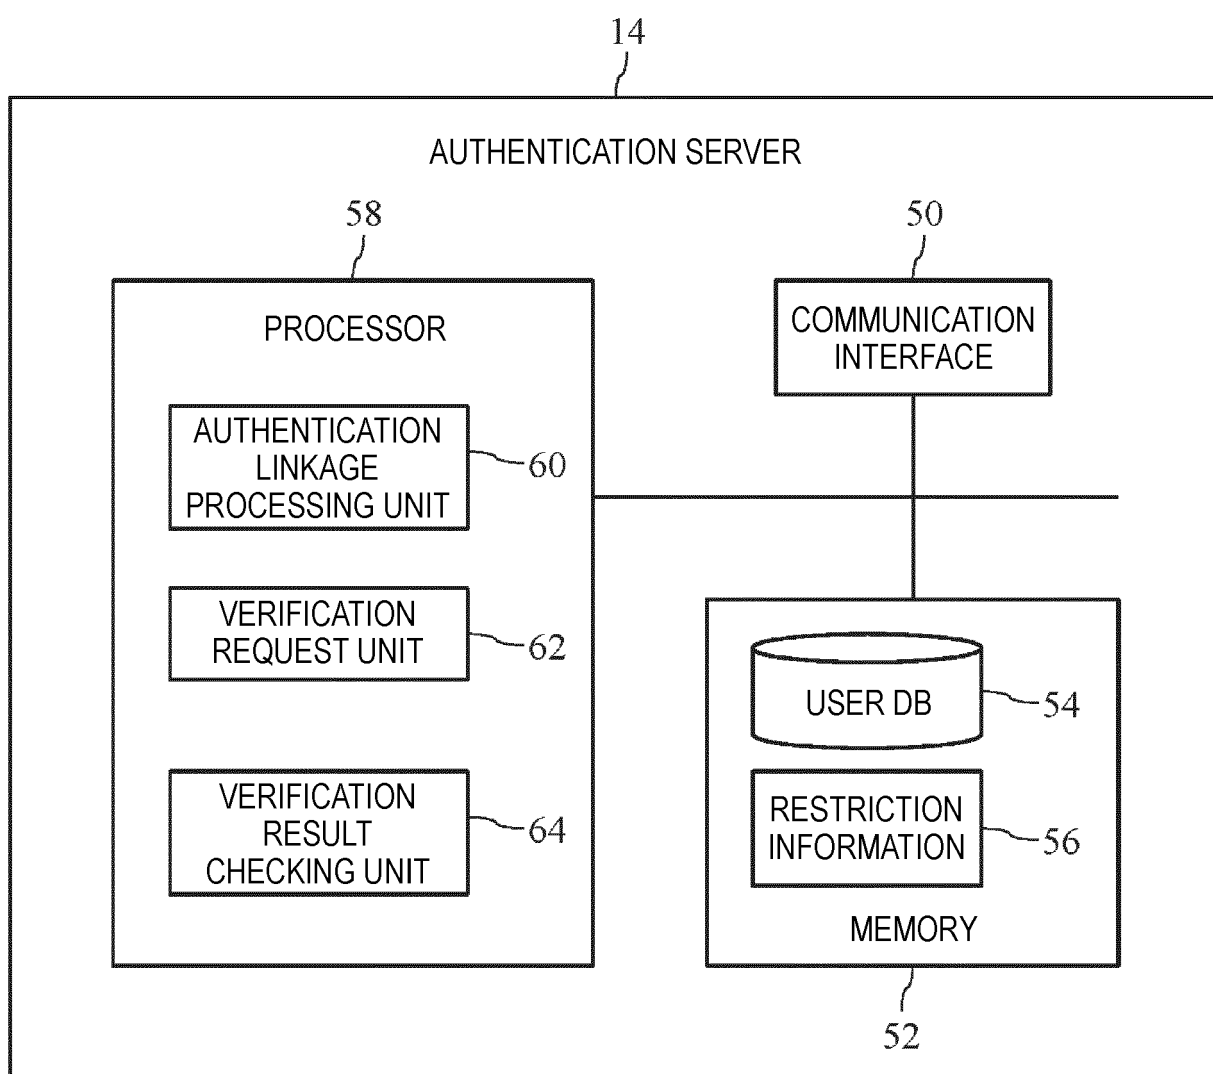 14
AUTHENTICATION SERVER
58
50
PROCESSOR
COMMUNICATION
INTERFACE
AUTHENTICATION
LINKAGE
PROCESSING UNIT
60
VERIFICATION
REQUEST UNIT
62
VERIFICATION
RESULT
CHECKING UNIT
64
USER DB
54
RESTRICTION
INFORMATION
56
MEMORY
52